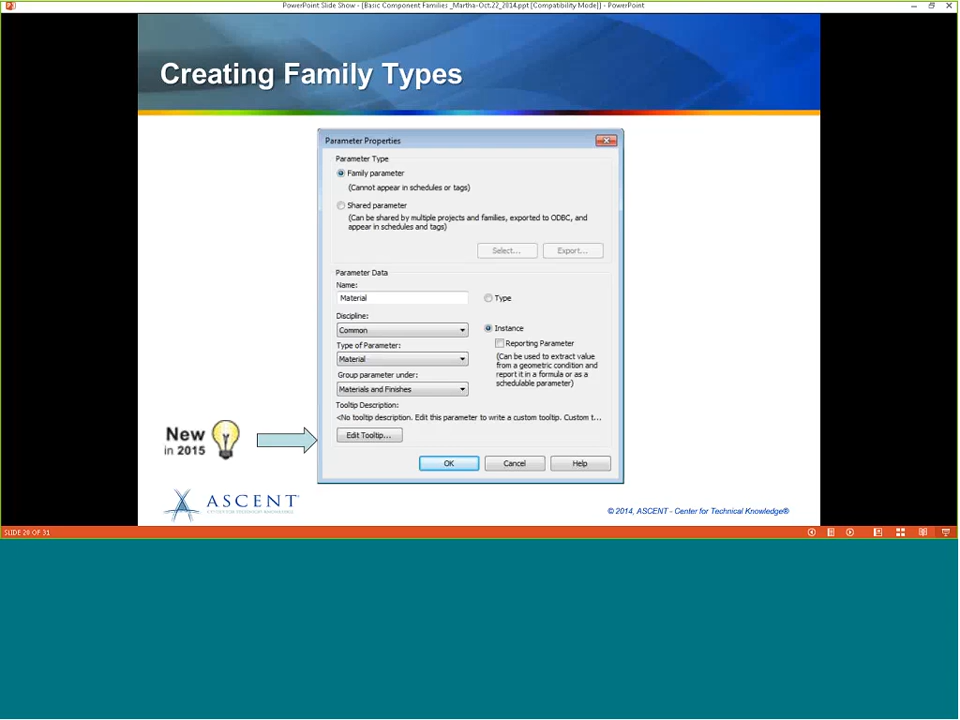 PowerPoint Slide Show - [Basic Component Families _Martha-Oct.22_2014.ppt [Compatibility Mode]] - PowerPoint
Creating Family Types
Parameter Properties
Parameter Type
Family parameter
(Cannot appear in schedules or tags)
Shared parameter
(Can be shared by multiple projects and families, exported to ODBC, and
appear in schedules and tags)
Select... Export...
Parameter Data
Name:
Material
Type
Discipline:
Common
Instance
Reporting Parameter
(Can be used to extract value
from a geometric condition and
report it in a formula or as a
schedulable parameter)
Type of Parameter:
Material
Group parameter under:
Materials and Finishes
Tooltip Description:
<No tooltip description. Edit this parameter to write a custom tooltip. Custom t...
Edit Tooltip...
New
in 2015
OK Cancel Help
ASCENT
CENTER FOR TECHNICAL KNOWLEDGE
© 2014, ASCENT - Center for Technical Knowledge®
SLIDE 20 OF 31